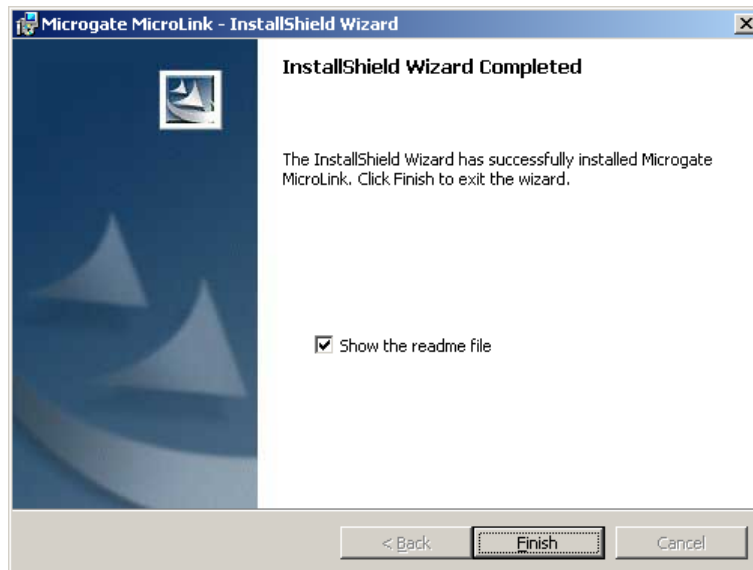 Microgate MicroLink - InstallShield Wizard
InstallShield Wizard Completed
The InstallShield Wizard has successfully installed Microgate
MicroLink. Click Finish to exit the wizard.
Show the readme file
< Back
Finish
Cancel